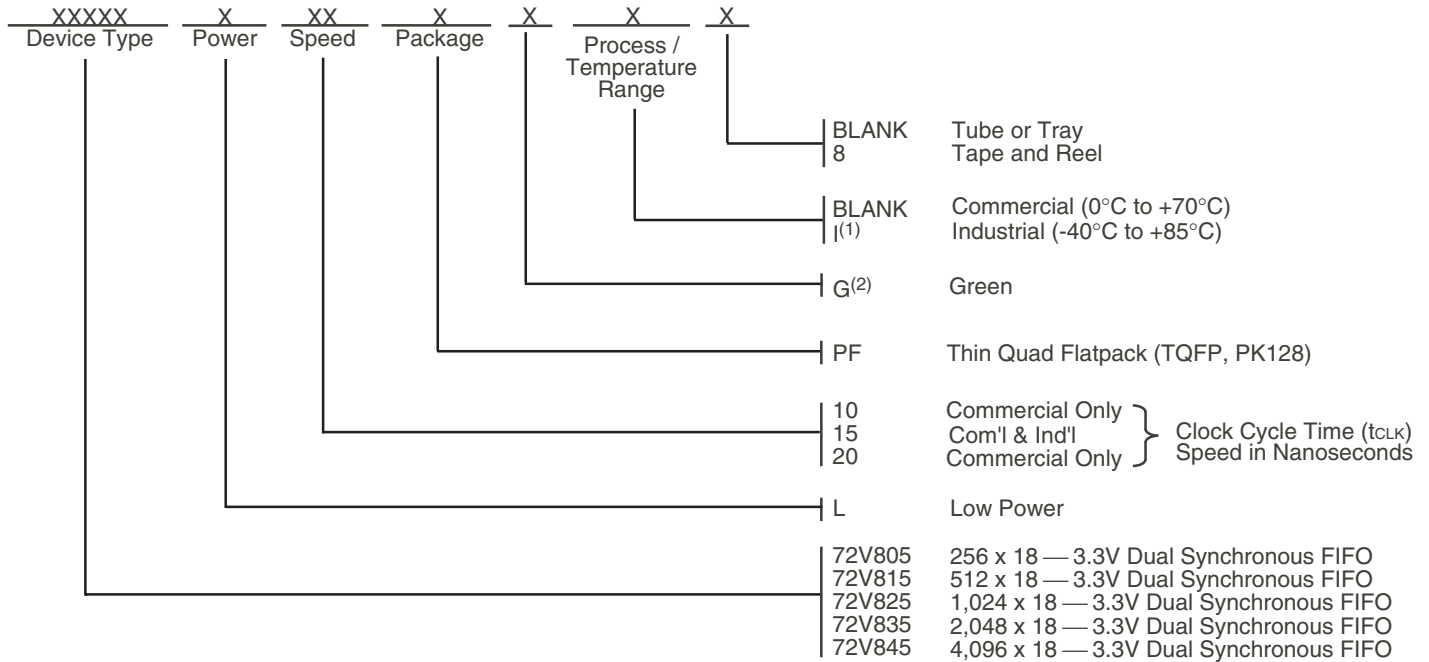 XXXXX X XX X X X X
Device Type Power Speed Package Process /
Temperature
Range
BLANK Tube or Tray
8 Tape and Reel
BLANK Commercial (0°C to +70°C)
I(1) Industrial (-40°C to +85°C)
G(2) Green
PF Thin Quad Flatpack (TQFP, PK128)
10 Commercial Only
15 Com'l & Ind'l
20 Commercial Only
Clock Cycle Time (tCLK)
Speed in Nanoseconds
L Low Power
72V805 256 x 18 — 3.3V Dual Synchronous FIFO
72V815 512 x 18 — 3.3V Dual Synchronous FIFO
72V825 1,024 x 18 — 3.3V Dual Synchronous FIFO
72V835 2,048 x 18 — 3.3V Dual Synchronous FIFO
72V845 4,096 x 18 — 3.3V Dual Synchronous FIFO